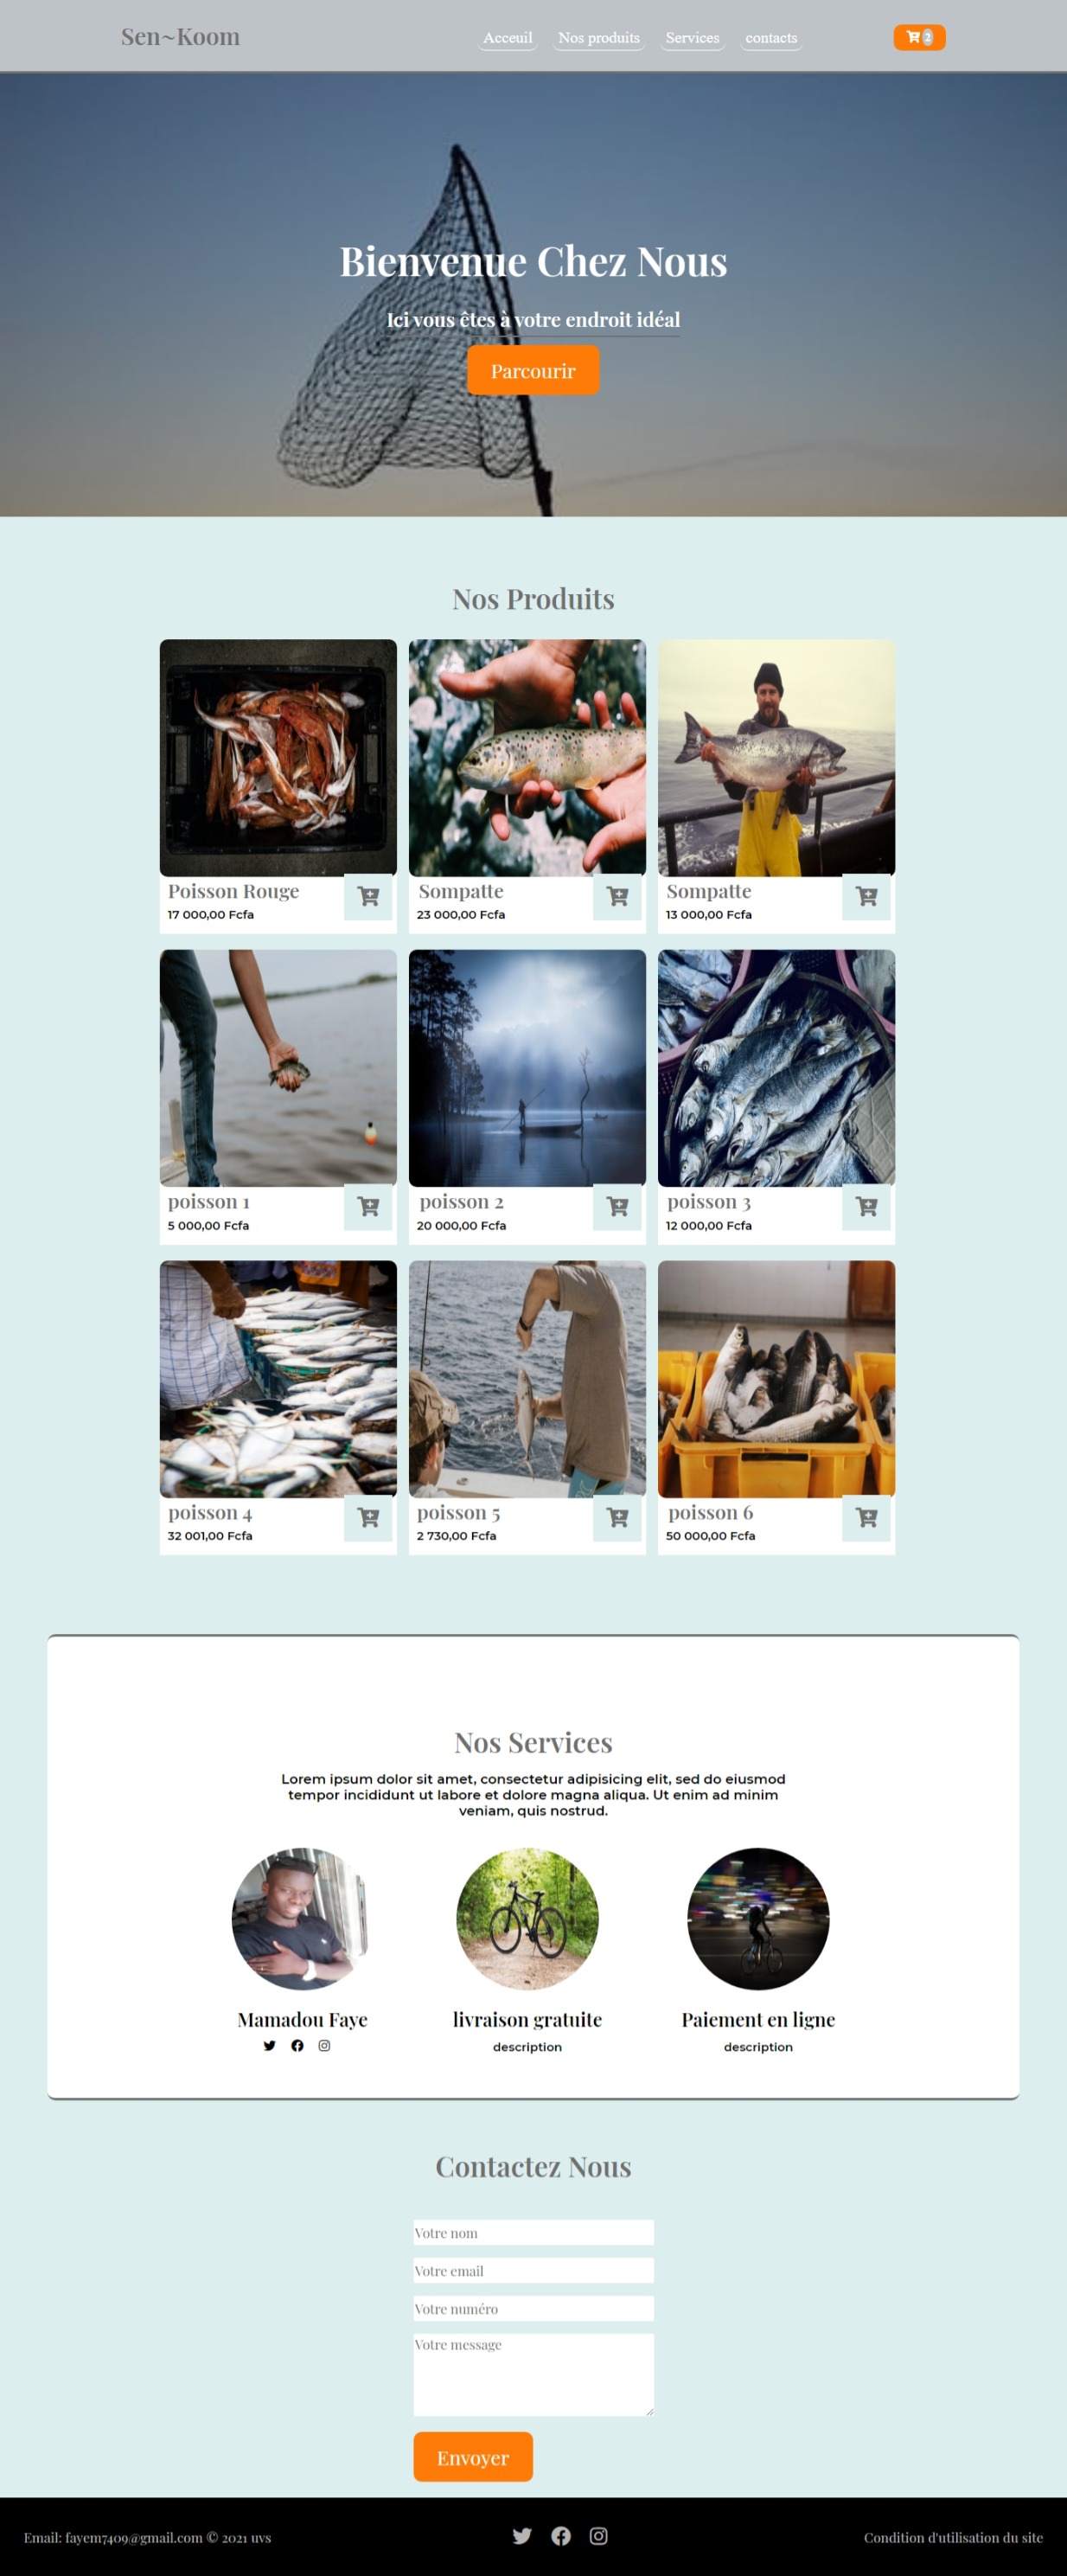 Sen~Koom
Acceuil
Nos produits
Services
contacts
2
Bienvenue Chez Nous
Ici vous êtes à votre endroit idéal
Parcourir
Nos Produits
Poisson Rouge
17 000,00 Fcfa
Sompatte
23 000,00 Fcfa
Sompatte
13 000,00 Fcfa
poisson 1
5 000,00 Fcfa
poisson 2
20 000,00 Fcfa
poisson 3
12 000,00 Fcfa
poisson 4
32 001,00 Fcfa
poisson 5
2 730,00 Fcfa
poisson 6
50 000,00 Fcfa
Nos Services
Lorem ipsum dolor sit amet, consectetur adipisicing elit, sed do eiusmod
tempor incididunt ut labore et dolore magna aliqua. Ut enim ad minim
veniam, quis nostrud.
Mamadou Faye
livraison gratuite
description
Paiement en ligne
description
Contactez Nous
Votre nom
Votre email
Votre numéro
Votre message
Envoyer
Email: fayem7409@gmail.com © 2021 uvs
Condition d'utilisation du site